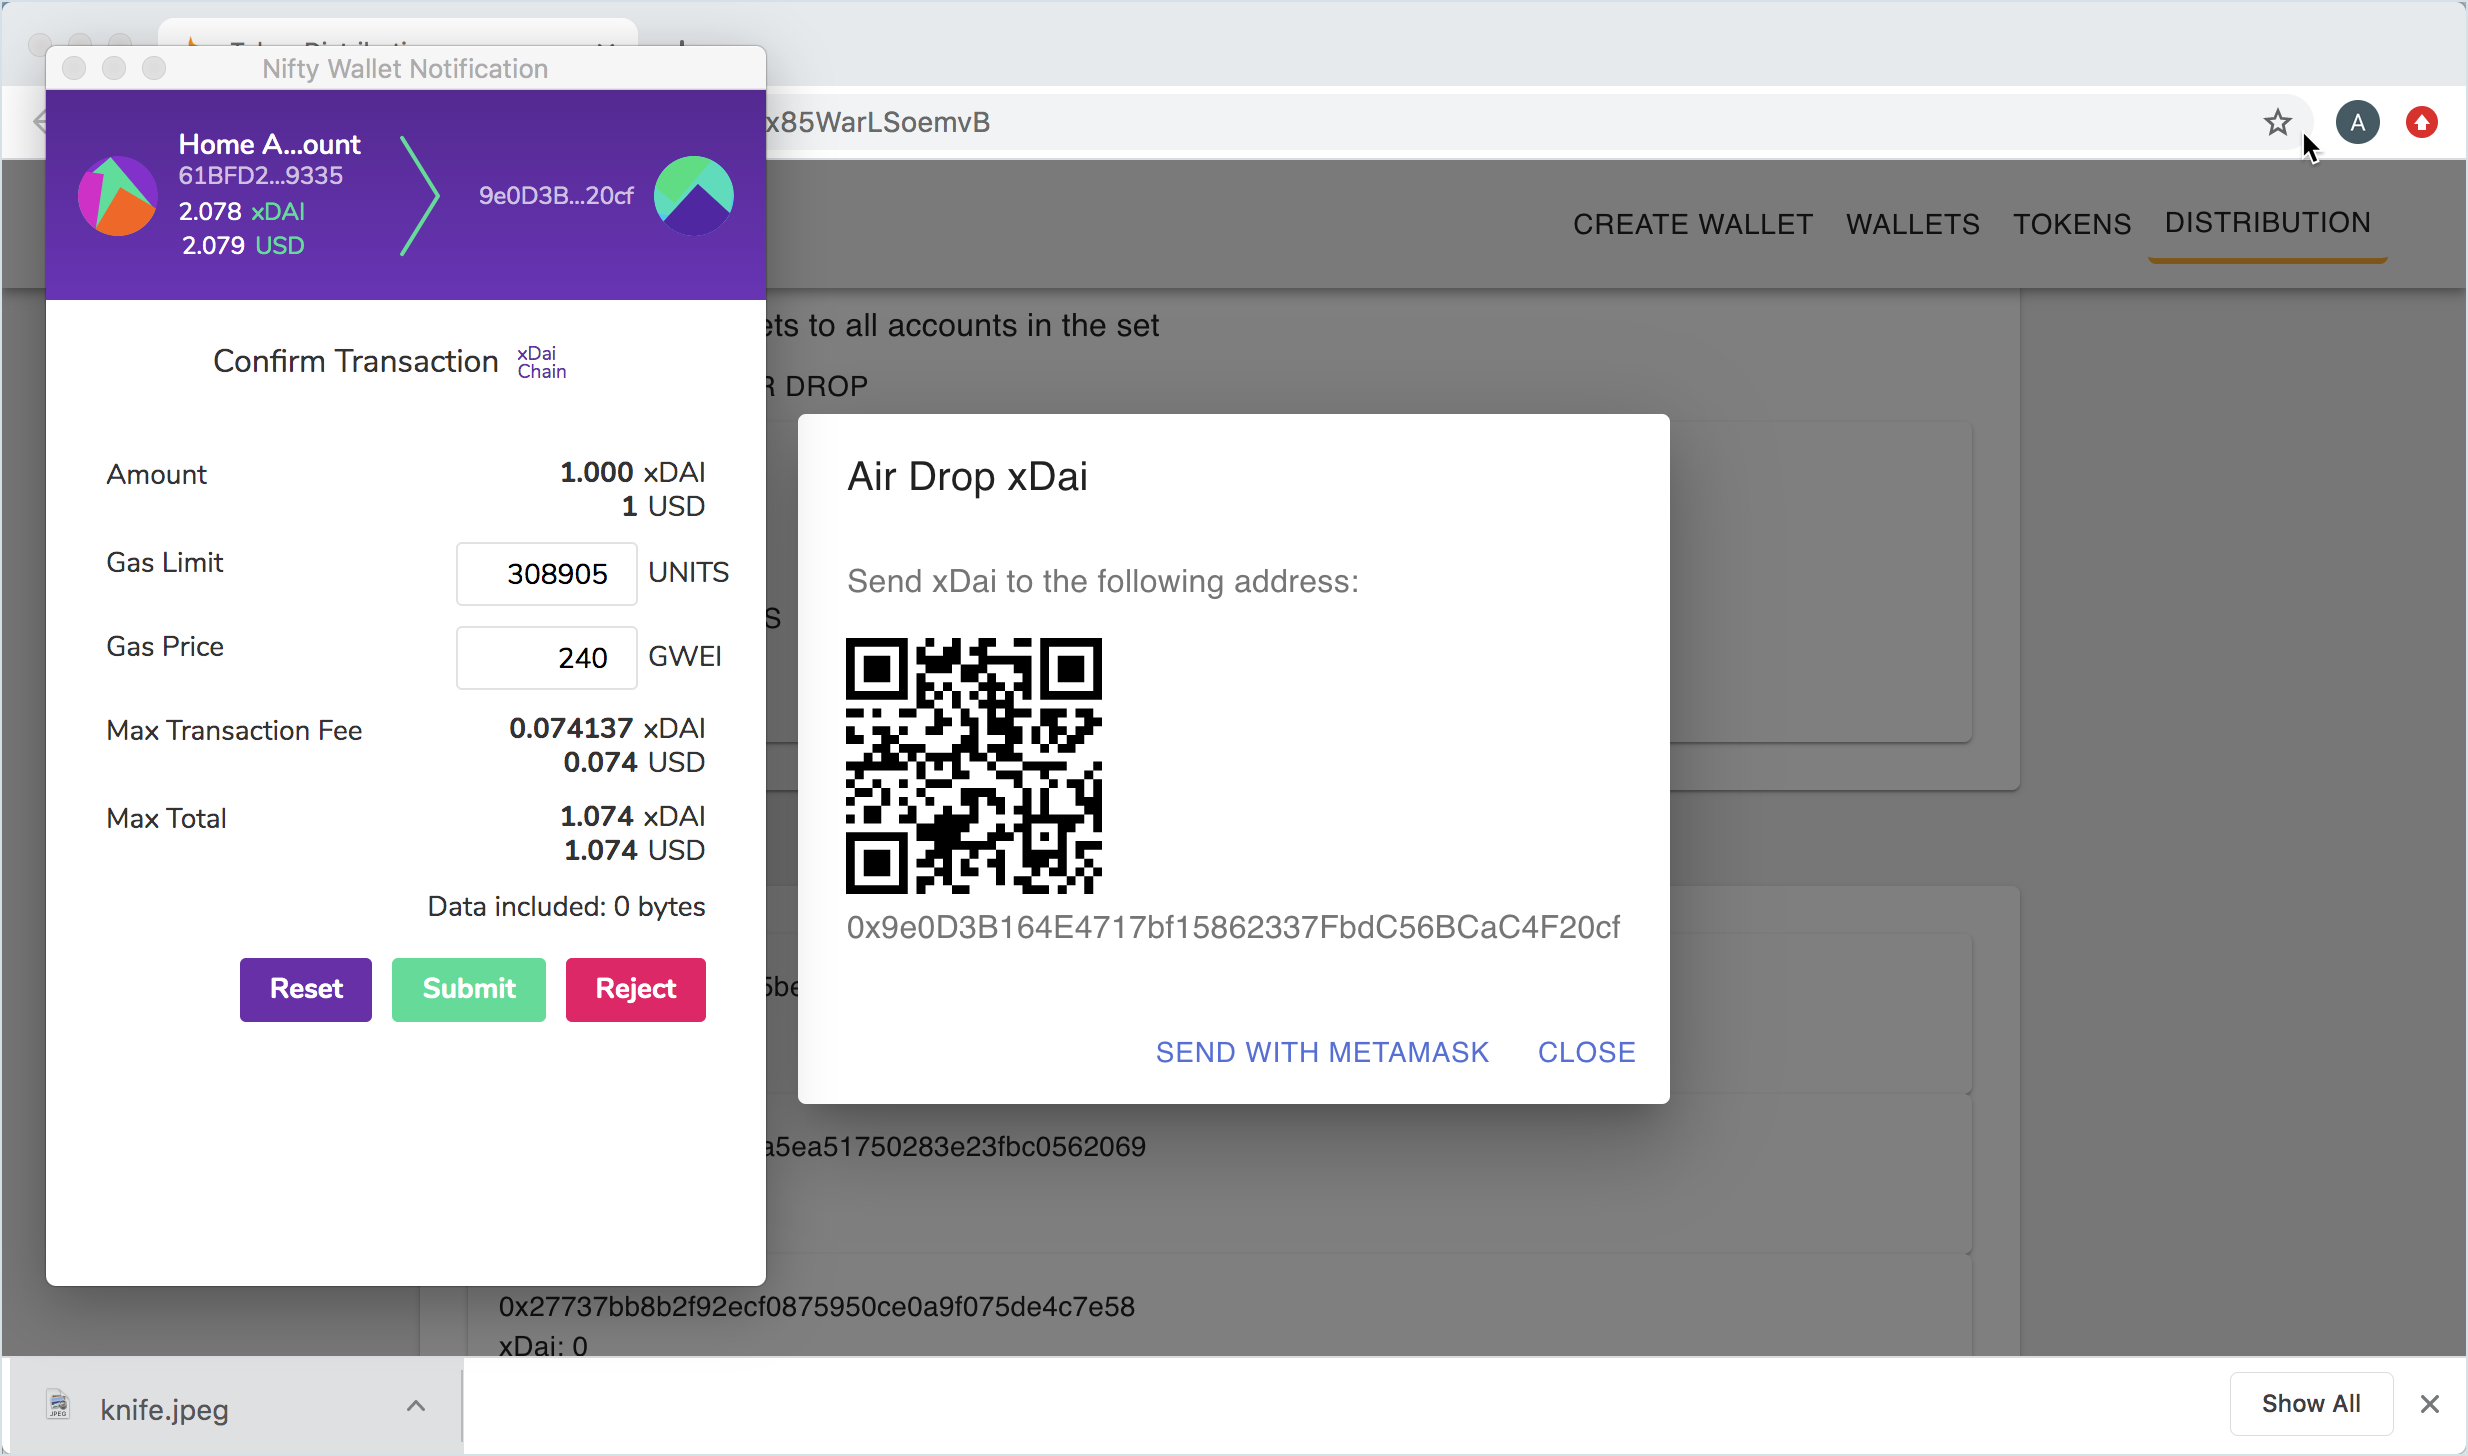 Nifty Wallet Notification
Home A...ount
61BFD2...9335
2.078 xDAI
2.079 USD
9e0D3B...20cf
Confirm Transaction xDai Chain
Amount 1.000 xDAI
1 USD
Gas Limit 308905 UNITS
Gas Price 240 GWEI
Max Transaction Fee 0.074137 xDAI
0.074 USD
Max Total 1.074 xDAI
1.074 USD
Data included: 0 bytes
Reset Submit Reject
x85WarLSoemvB
A
CREATE WALLET WALLETS TOKENS DISTRIBUTION
ets to all accounts in the set
R DROP
S
Air Drop xDai
Send xDai to the following address:
0x9e0D3B164E4717bf15862337FbdC56BCaC4F20cf
SEND WITH METAMASK CLOSE
5be
a5ea51750283e23fbc0562069
0x27737bb8b2f92ecf0875950ce0a9f075de4c7e58
xDai: 0
JPEG
knife.jpeg
Show All